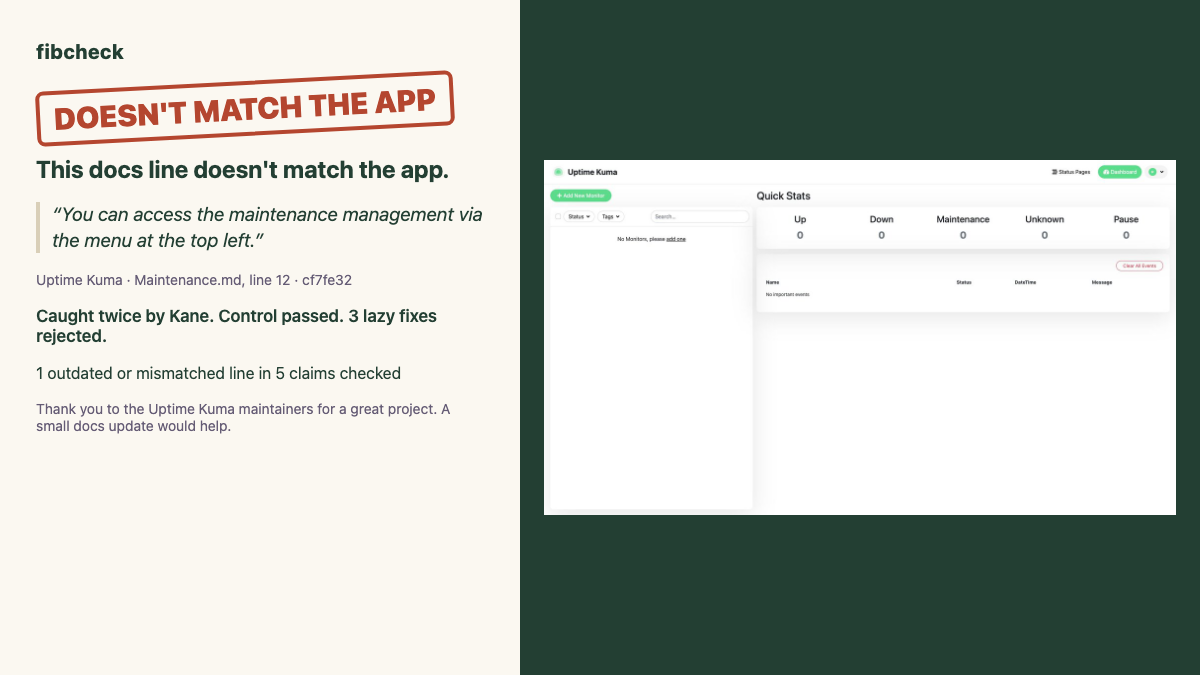 fibcheck
DOESN'T MATCH THE APP
This docs line doesn't match the app.
“You can access the maintenance management via
the menu at the top left.”
Uptime Kuma · Maintenance.md, line 12 · cf7fe32
Caught twice by Kane. Control passed. 3 lazy fixes
rejected.
1 outdated or mismatched line in 5 claims checked
Thank you to the Uptime Kuma maintainers for a great project. A
small docs update would help.
Uptime Kuma
Status Pages
Dashboard
+ Add New Monitor
Status
Tags
Search...
No Monitors, please add one
Quick Stats
Up Down Maintenance Unknown Pause
0 0 0 0 0
Clear All Events
Name Status DateTime Message
No important events